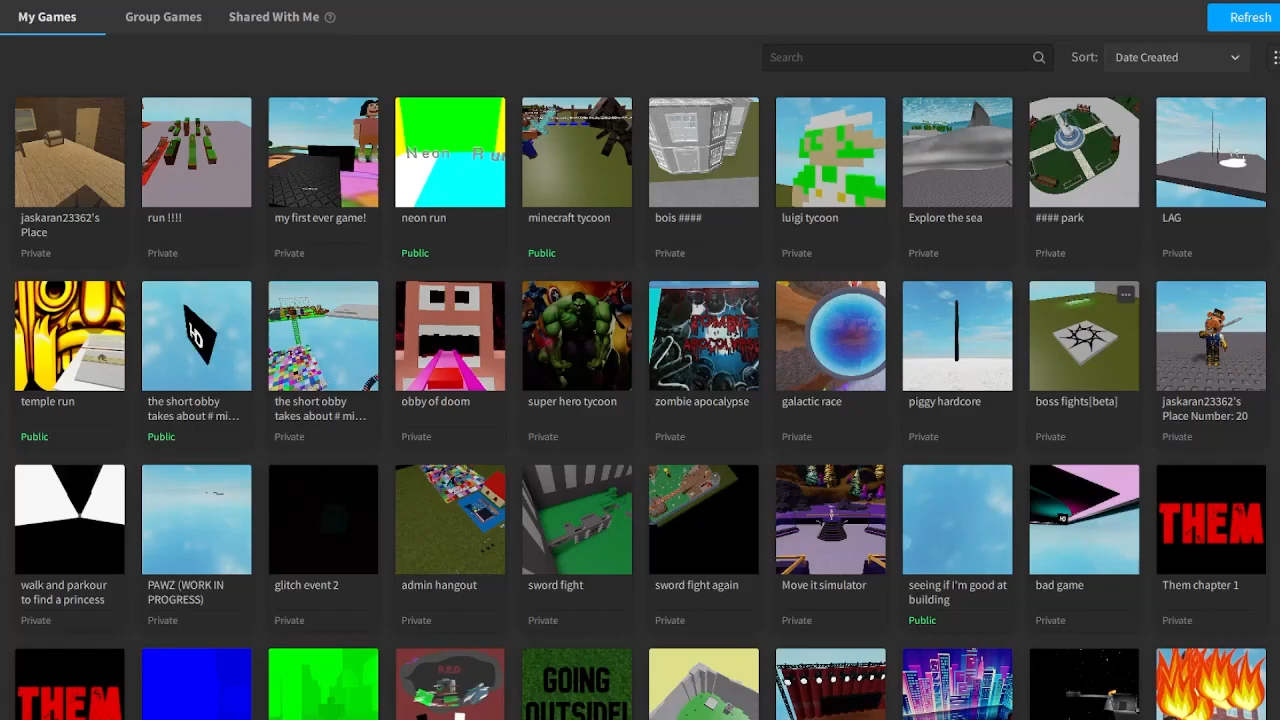 My Games Group Games Shared With Me
Refresh
Search Sort: Date Created
Neon Ru
jaskaran23362's
Place
Private
run !!!!
Private
my first ever game!
Private
neon run
Public
minecraft tycoon
Public
bois ####
Private
luigi tycoon
Private
Explore the sea
Private
#### park
Private
LAG
Private
HD
temple run
Public
the short obby
takes about # mi...
Public
the short obby
takes about # mi...
Private
obby of doom
Private
super hero tycoon
Private
zombie apocalypse
Private
galactic race
Private
piggy hardcore
Private
boss fights[beta]
Private
jaskaran23362's
Place Number: 20
Private
THEM
walk and parkour
to find a princess
Private
PAWZ (WORK IN
PROGRESS)
Private
glitch event 2
Private
admin hangout
Private
sword fight
Private
sword fight again
Private
Move it simulator
Private
seeing if I'm good at
building
Public
bad game
Private
Them chapter 1
Private
THEM
R.E.D
GOING
OUTSIDE!